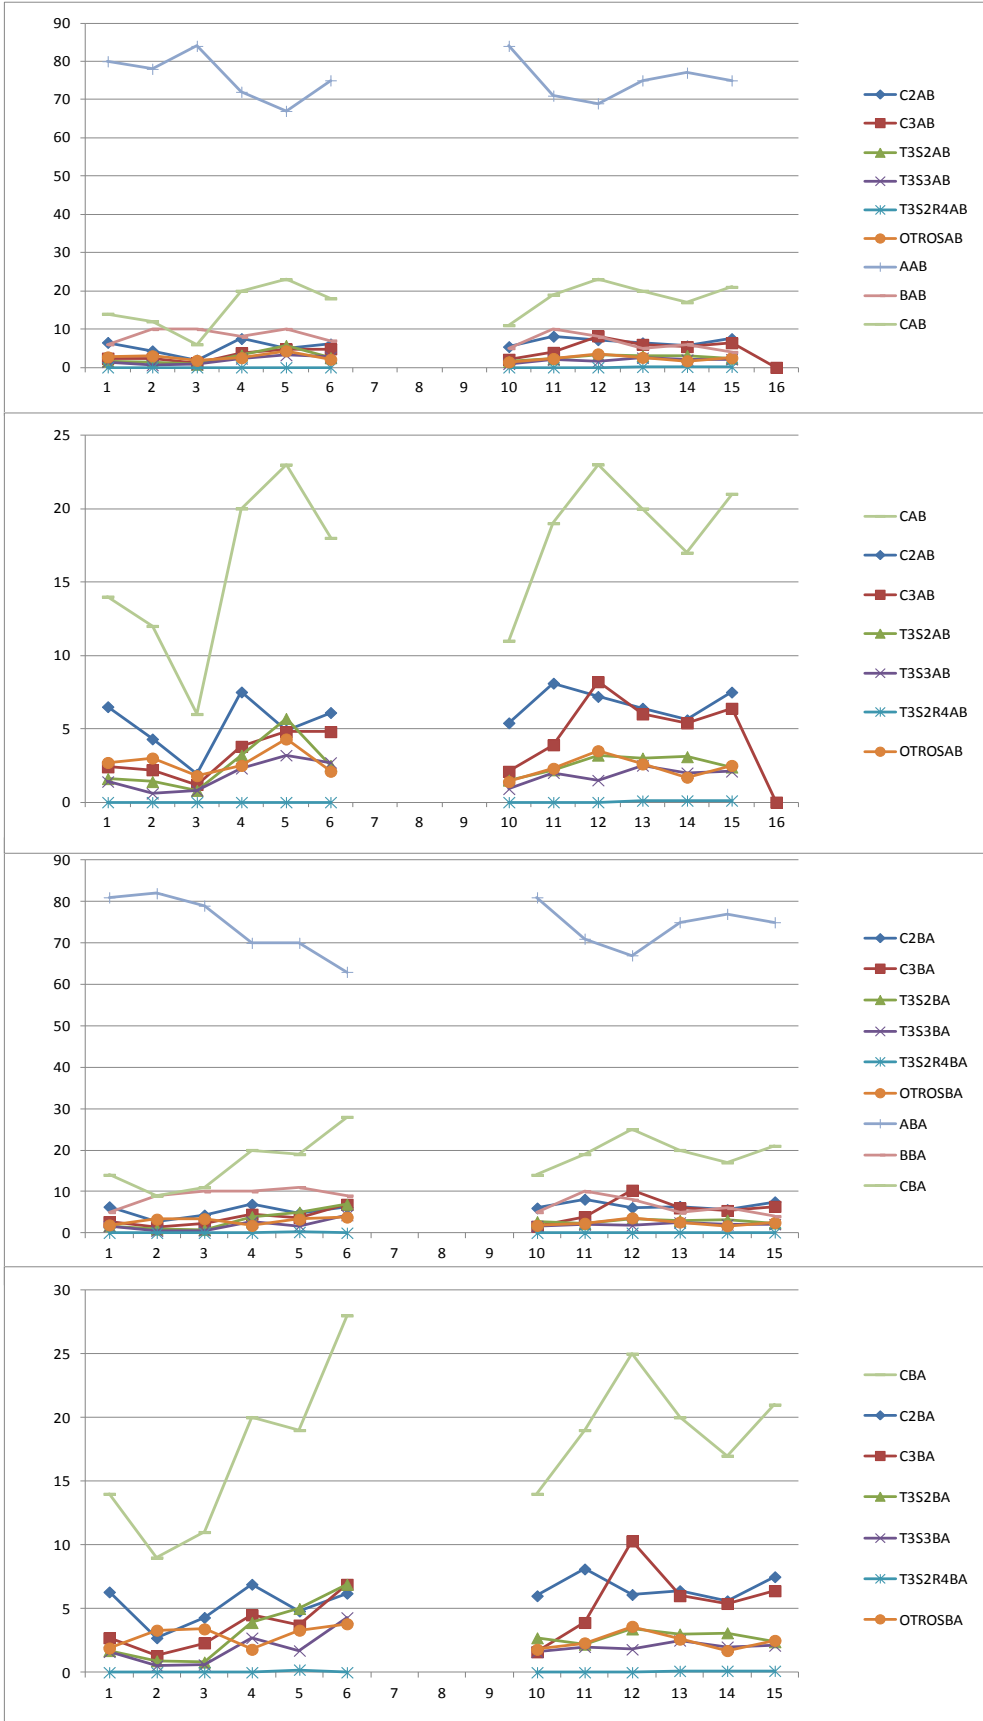 90
80
70
60
50
40
30
20
10
0
1 2 3 4 5 6 7 8 9 10 11 12 13 14 15 16
C2AB
C3AB
T3S2AB
T3S3AB
T3S2R4AB
OTROSAB
AAB
BAB
CAB
25
20
15
10
5
0
1 2 3 4 5 6 7 8 9 10 11 12 13 14 15 16
CAB
C2AB
C3AB
T3S2AB
T3S3AB
T3S2R4AB
OTROSAB
90
80
70
60
50
40
30
20
10
0
1 2 3 4 5 6 7 8 9 10 11 12 13 14 15
C2BA
C3BA
T3S2BA
T3S3BA
T3S2R4BA
OTROSBA
ABA
BBA
CBA
30
25
20
15
10
5
0
1 2 3 4 5 6 7 8 9 10 11 12 13 14 15
CBA
C2BA
C3BA
T3S2BA
T3S3BA
T3S2R4BA
OTROSBA